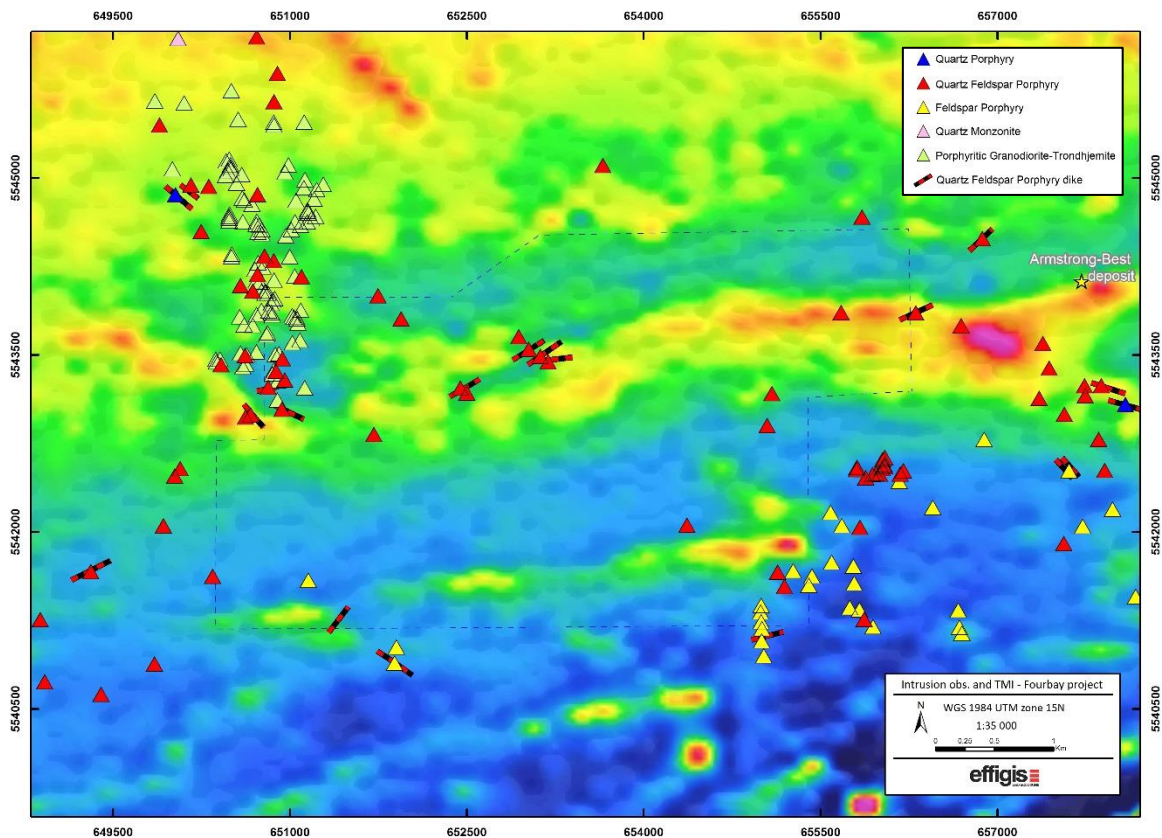 649500 651000 652500 654000 655500 657000
Quartz Porphyry
Quartz Feldspar Porphyry
Feldspar Porphyry
Quartz Monzonite
Porphyritic Granodiorite-Trondhjemite
Quartz Feldspar Porphyry dike
5545000 5545000
Armstrong-Best
deposit
5543500 5543500
5542000 5542000
5540500 5540500
Intrusion obs. and TMI - Fourbay project
N
WGS 1984 UTM zone 15N
1:35 000
0 0.25 0.5 1
Km
effigis
649500 651000 652500 654000 655500 657000